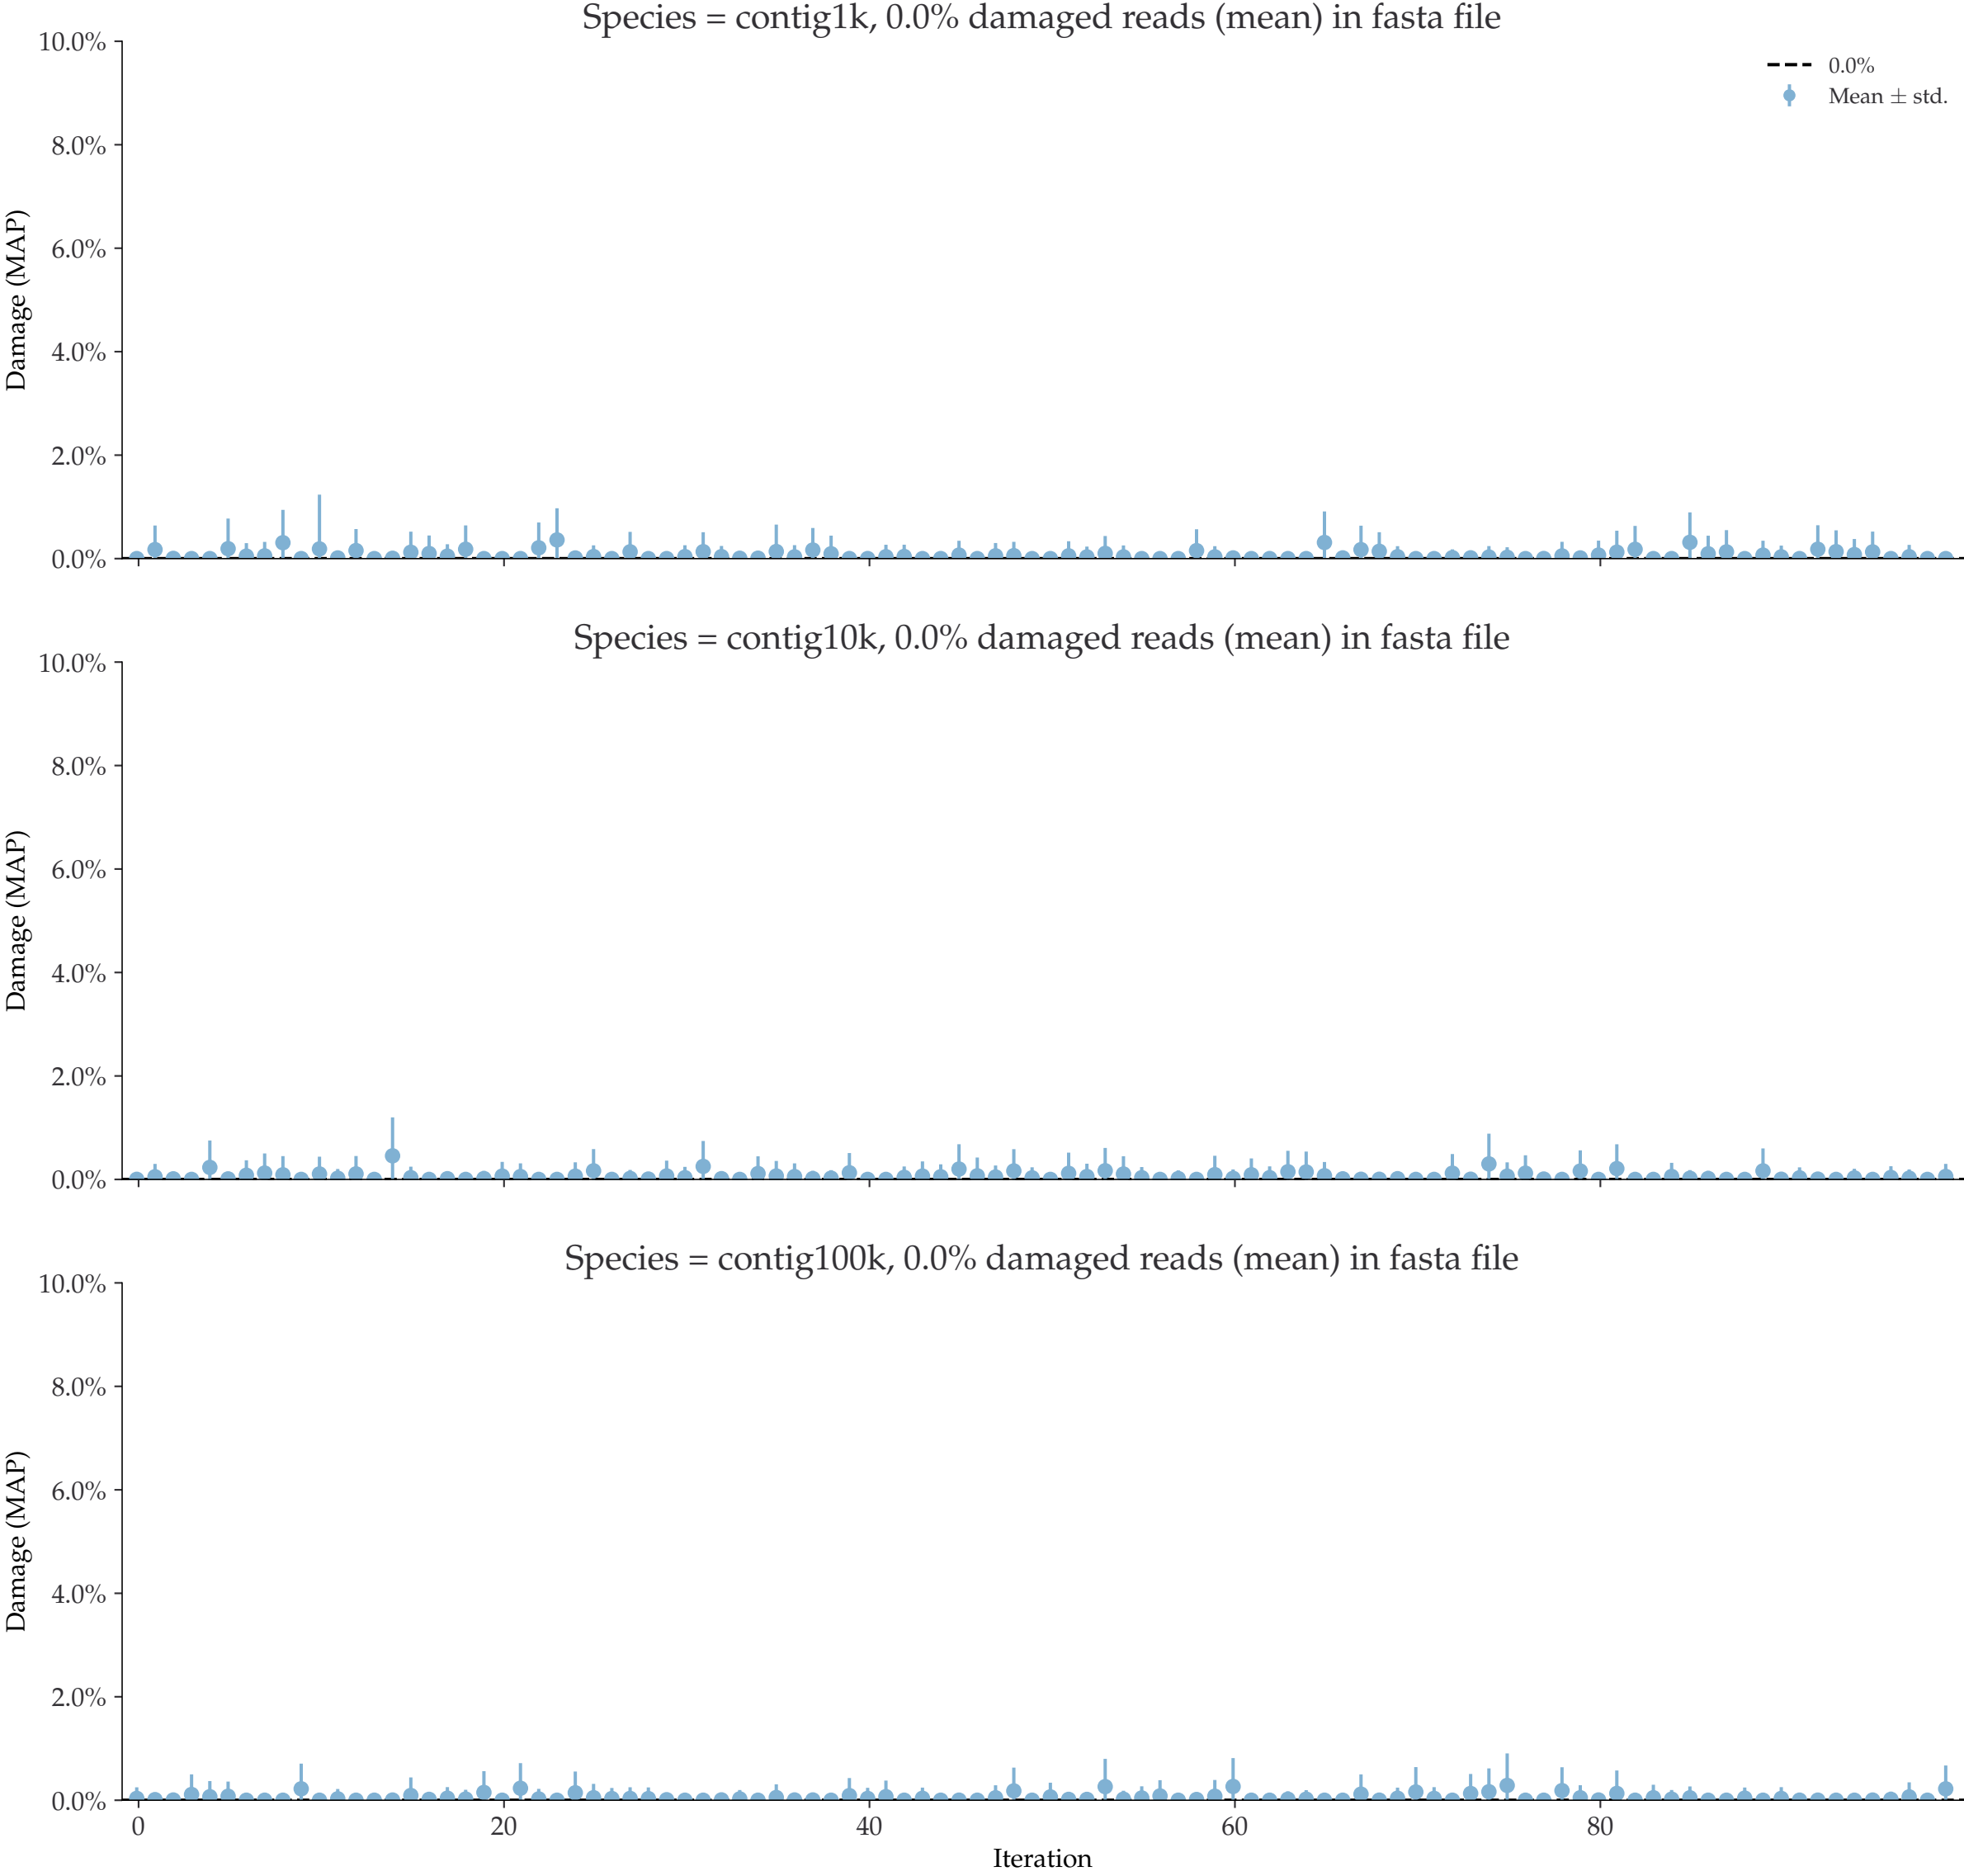 Species = contig1k, 0.0% damaged reads (mean) in fasta file
10.0%
8.0%
6.0%
4.0%
2.0%
0.0%
Damage (MAP)
0.0%
Mean ± std.
Species = contig10k, 0.0% damaged reads (mean) in fasta file
10.0%
8.0%
6.0%
4.0%
2.0%
0.0%
Damage (MAP)
Species = contig100k, 0.0% damaged reads (mean) in fasta file
10.0%
8.0%
6.0%
4.0%
2.0%
0.0%
Damage (MAP)
0 20 40 60 80
Iteration